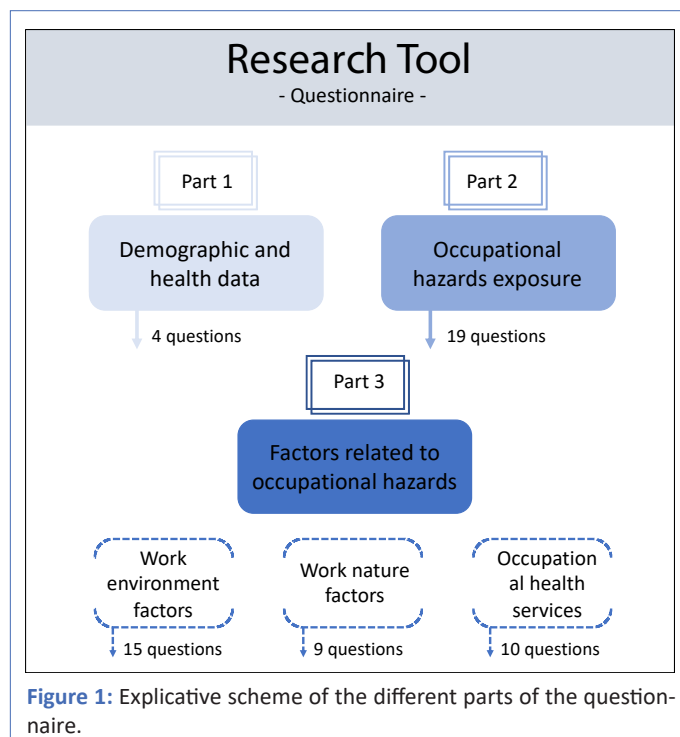 Research Tool
- Questionnaire -
Part 1
Part 2
Demographic and
health data
Occupational
hazards exposure
4 questions
19 questions
Part 3
Factors related to
occupational hazards
Work
environment
factors
Work nature
factors
Occupation
al health
services
15 questions
9 questions
10 questions
Figure 1: Explicative scheme of the different parts of the question-
naire.